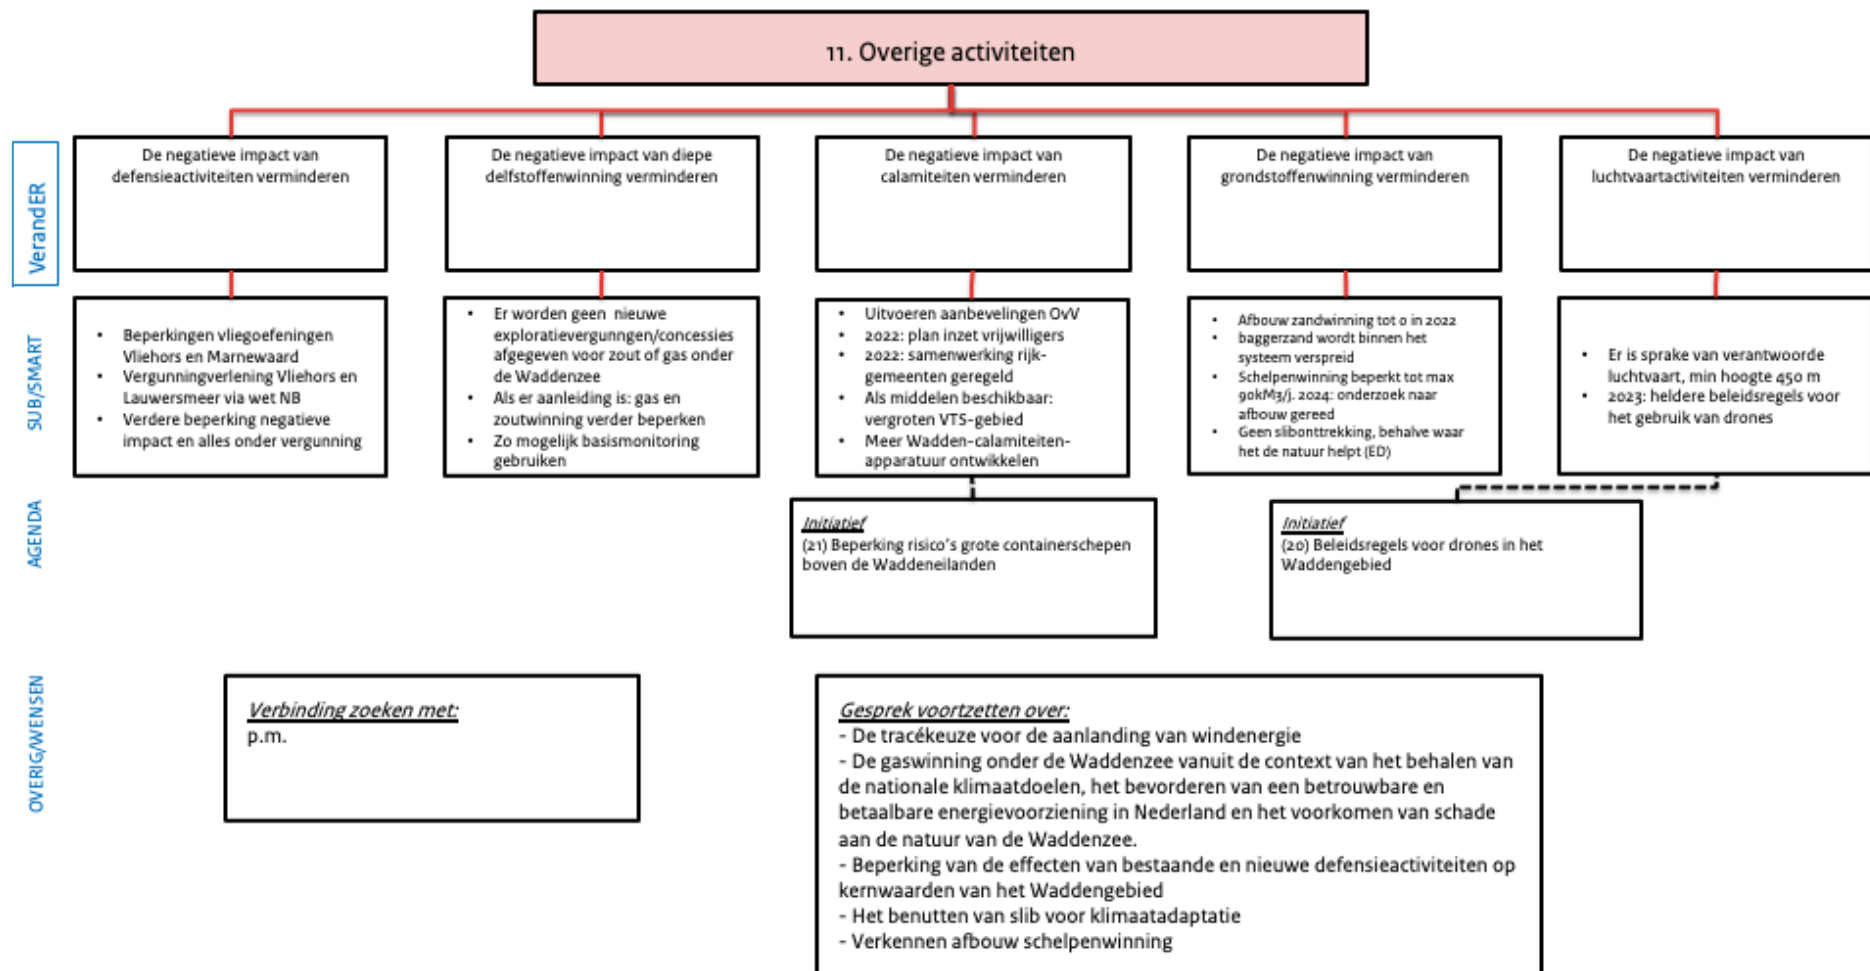 11. Overige activiteiten
VerandER
De negatieve impact van
defensieactiviteiten verminderen
De negatieve impact van diepe
delfstoffenwinning verminderen
De negatieve impact van
calamiteiten verminderen
De negatieve impact van
grondstoffenwinning verminderen
De negatieve impact van
luchtvaartactiviteiten verminderen
SUB/SMART
• Beperkingen vliegoefeningen
Vliehors en Marnewaard
• Vergunningverlening Vliehors en
Lauwersmeer via wet NB
• Verdere beperking negatieve
impact en alles onder vergunning
• Er worden geen nieuwe
exploratievergunngen/concessies
afgegeven voor zout of gas onder
de Waddenzee
• Als er aanleiding is: gas en
zoutwinning verder beperken
• Zo mogelijk basismonitoring
gebruiken
• Uitvoeren aanbevelingen OvV
• 2022: plan inzet vrijwilligers
• 2022: samenwerking rijk-
gemeenten geregeld
• Als middelen beschikbaar:
vergroten VTS-gebied
• Meer Wadden-calamiteiten-
apparatuur ontwikkelen
• Afbouw zandwinning tot 0 in 2022
• baggerzand wordt binnen het
systeem verspreid
• Schelpenwinning beperkt tot max
90kM3/j. 2024: onderzoek naar
afbouw gereed
• Geen slibonttrekking, behalve waar
het de natuur helpt (ED)
• Er is sprake van verantwoorde
luchtvaart, min hoogte 450 m
• 2023: heldere beleidsregels voor
het gebruik van drones
AGENDA
Initiatief
(21) Beperking risico's grote containerschepen
boven de Waddeneilanden
Initiatief
(20) Beleidsregels voor drones in het
Waddengebied
OVERIG/WENSEN
Verbinding zoeken met:
p.m.
Gesprek voortzetten over:
- De tracékeuze voor de aanlanding van windenergie
- De gaswinning onder de Waddenzee vanuit de context van het behalen van
de nationale klimaatdoelen, het bevorderen van een betrouwbare en
betaalbare energievoorziening in Nederland en het voorkomen van schade
aan de natuur van de Waddenzee.
- Beperking van de effecten van bestaande en nieuwe defensieactiviteiten op
kernwaarden van het Waddengebied
- Het benutten van slib voor klimaatadaptatie
- Verkennen afbouw schelpenwinning